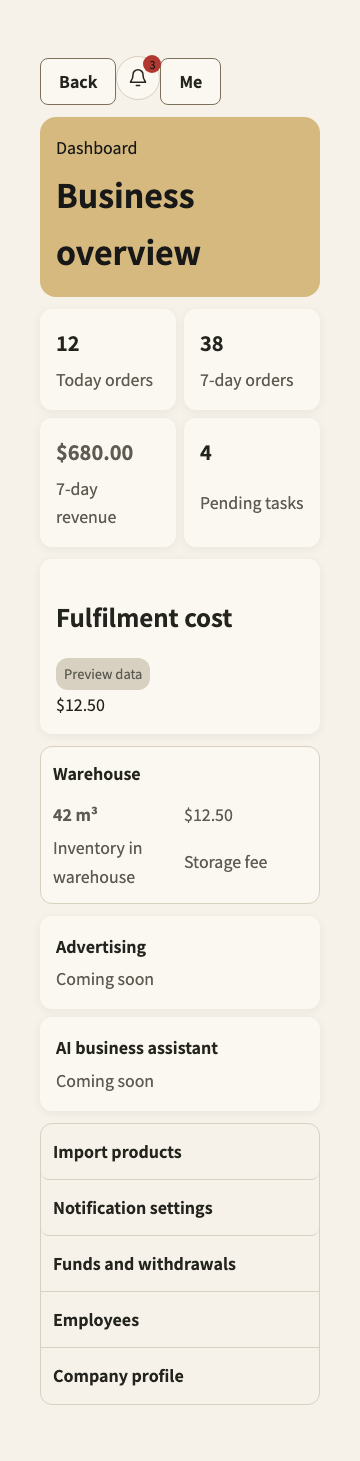 Back
3
Me
Dashboard
Business
overview
12
Today orders
38
7-day orders
$680.00
7-day
revenue
4
Pending tasks
Fulfilment cost
Preview data
$12.50
Warehouse
42 m³
Inventory in
warehouse
$12.50
Storage fee
Advertising
Coming soon
AI business assistant
Coming soon
Import products
Notification settings
Funds and withdrawals
Employees
Company profile